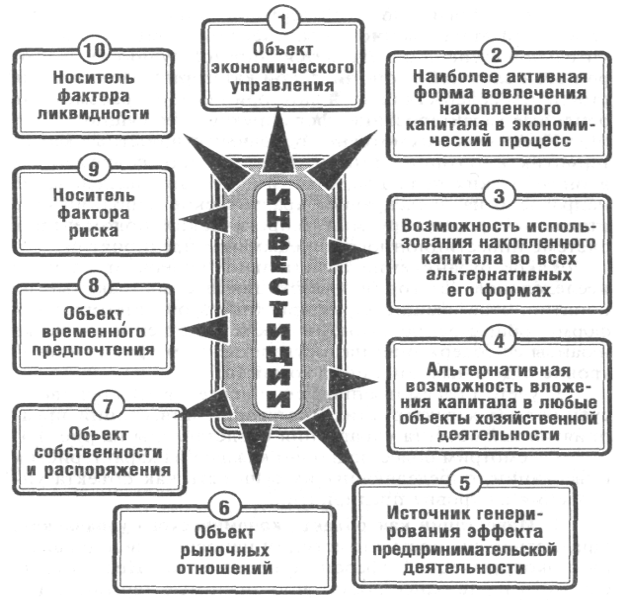 1
Объект
экономического
управления
2
Наиболее активная
форма вовлечения
накопленного
капитала в экономи-
ческий процесс
3
Возможность исполь-
зования накопленного
капитала во всех
альтернативных
его формах
4
Альтернативная
возможность вложе-
ния капитала в любые
объекты хозяйственной
деятельности
5
Источник генери-
рования эффекта
предпринимательской
деятельности
6
Объект
рыночных
отношений
7
Объект
собственности
и распоряжения
8
Объект
временного
предпочтения
9
Носитель
фактора
риска
10
Носитель
фактора
ликвидности
ИНВЕСТИЦИИ